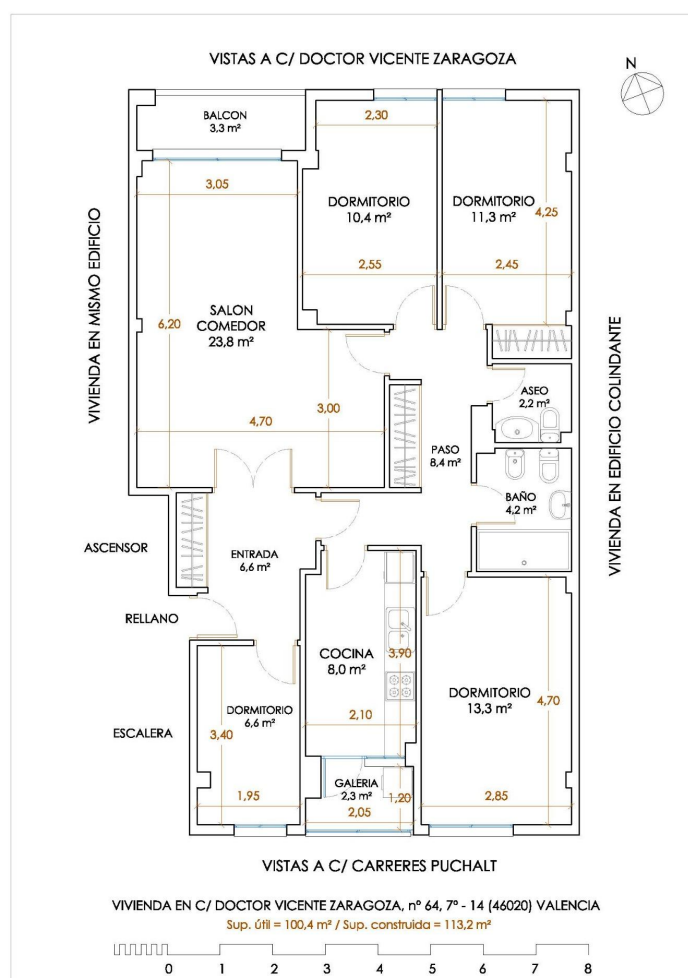 VISTAS A C/ DOCTOR VICENTE ZARAGOZA
N
BALCON
3,3 m²
2,30
3,05
DORMITORIO
10,4 m²
DORMITORIO
11,3 m²
4,25
VIVIENDA EN MISMO EDIFICIO
2,55
2,45
6,20
SALON
COMEDOR
23,8 m²
VIVIENDA EN EDIFICIO COLINDANTE
3,00
4,70
ASEO
2,2 m²
PASO
8,4 m²
BAÑO
4,2 m²
ASCENSOR
ENTRADA
6,6 m²
RELLANO
COCINA
8,0 m²
3,90
DORMITORIO
13,3 m²
4,70
ESCALERA
DORMITORIO
6,6 m²
3,40
2,10
1,95
GALERIA
2,3 m²
1,20
2,05
2,85
VISTAS A C/ CARRERES PUCHALT
VIVIENDA EN C/ DOCTOR VICENTE ZARAGOZA, nº 64, 7º - 14 (46020) VALENCIA
Sup. útil = 100,4 m² / Sup. construida = 113,2 m²
0 1 2 3 4 5 6 7 8